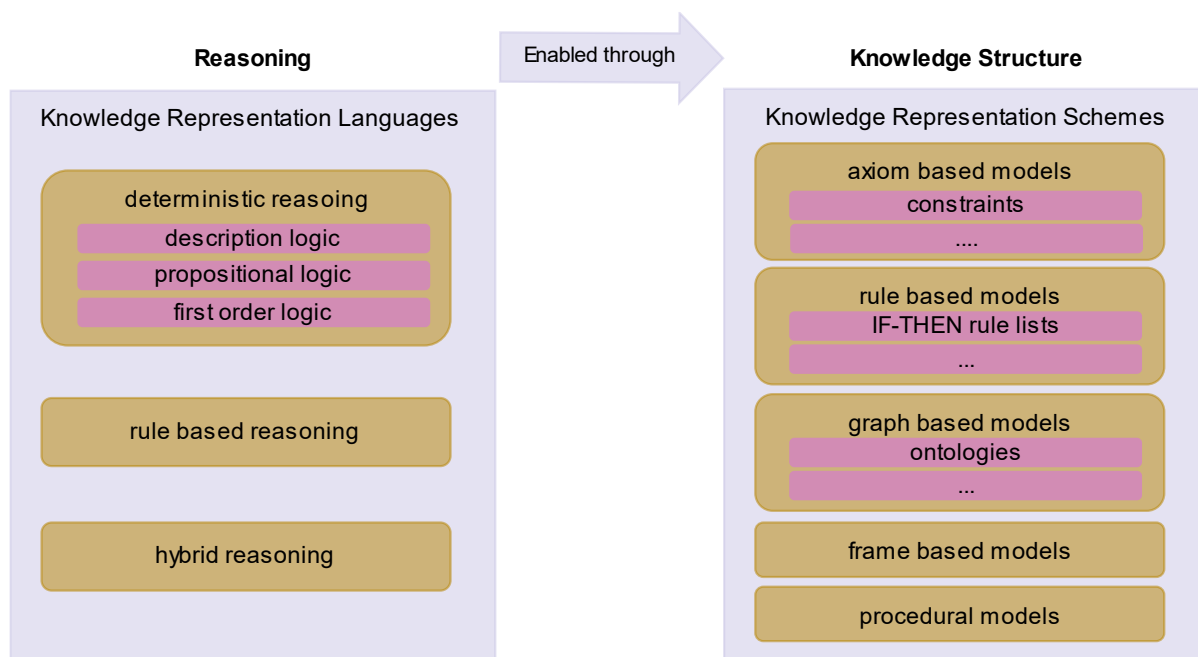 Reasoning
Enabled through
Knowledge Structure
Knowledge Representation Languages
deterministic reasoing
description logic
propositional logic
first order logic
rule based reasoning
hybrid reasoning
Knowledge Representation Schemes
axiom based models
constraints
....
rule based models
IF-THEN rule lists
...
graph based models
ontologies
...
frame based models
procedural models